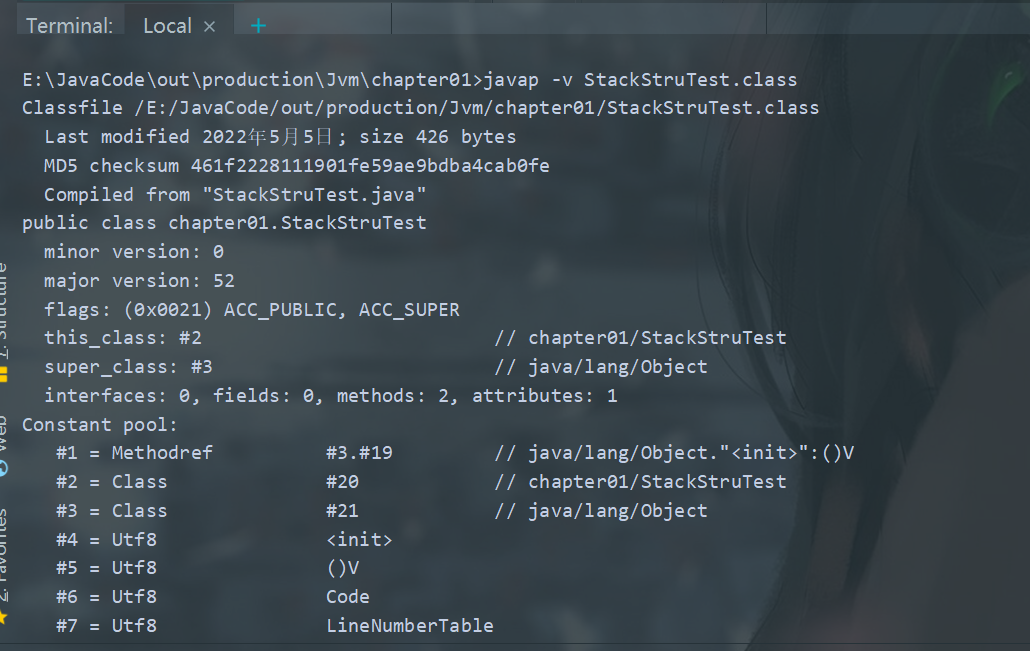 Terminal: Local × +
E:\JavaCode\out\production\Jvm\chapter01>javap -v StackStruTest.class
Classfile /E:/JavaCode/out/production/Jvm/chapter01/StackStruTest.class
  Last modified 2022年5月5日; size 426 bytes
  MD5 checksum 461f2228111901fe59ae9bdba4cab0fe
  Compiled from "StackStruTest.java"
public class chapter01.StackStruTest
  minor version: 0
  major version: 52
  flags: (0x0021) ACC_PUBLIC, ACC_SUPER
  this_class: #2                          // chapter01/StackStruTest
  super_class: #3                         // java/lang/Object
  interfaces: 0, fields: 0, methods: 2, attributes: 1
Constant pool:
   #1 = Methodref          #3.#19         // java/lang/Object."<init>":()V
   #2 = Class              #20            // chapter01/StackStruTest
   #3 = Class              #21            // java/lang/Object
   #4 = Utf8               <init>
   #5 = Utf8               ()V
   #6 = Utf8               Code
   #7 = Utf8               LineNumberTable
Z: Structure
Web
2: Favorites